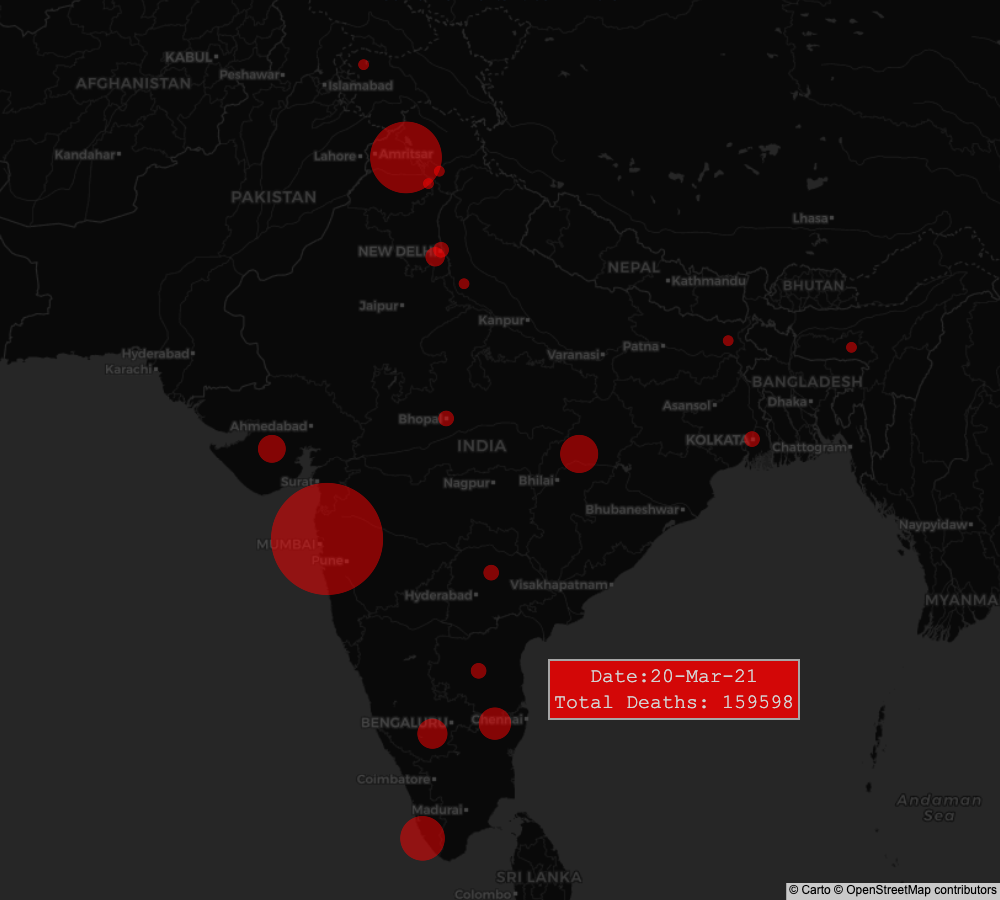 KABUL
Peshawar
AFGHANISTAN
Islamabad
Kandahar
Lahore
Amritsar
PAKISTAN
Lhasa
NEW DELHI
NEPAL
Kathmandu
BHUTAN
Jaipur
Kanpur
Hyderabad
Karachi
Varanasi
Patna
BANGLADESH
Dhaka
Asansol
Ahmedabad
Bhopal
INDIA
KOLKATA
Chattogram
Surat
Nagpur
Bhilai
Bhubaneshwar
Naypyidaw
MUMBAI
Pune
Hyderabad
Visakhapatnam
MYANMA
Date:20-Mar-21
Total Deaths: 159598
BENGALURU
Chennai
Coimbatore
Madurai
Andaman
Sea
SRI LANKA
Colombo
© Carto © OpenStreetMap contributors